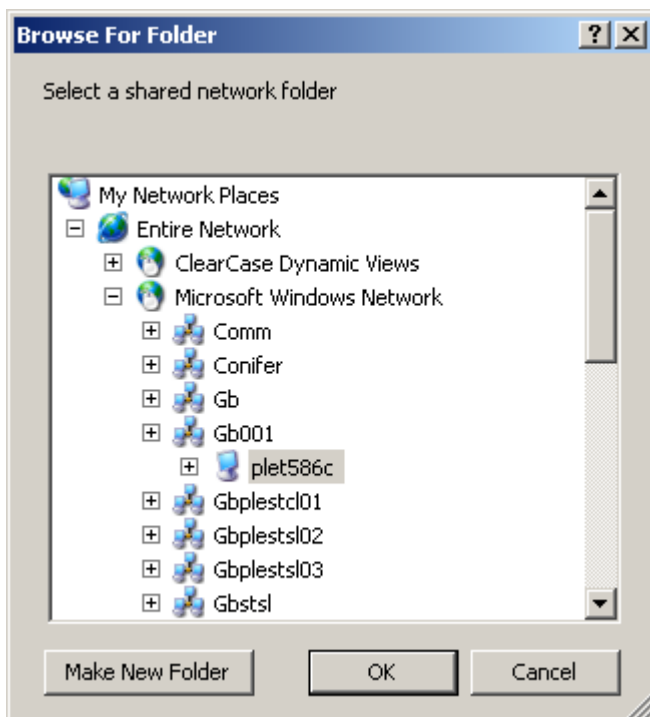 Browse For Folder
Select a shared network folder
My Network Places
Entire Network
ClearCase Dynamic Views
Microsoft Windows Network
Comm
Conifer
Gb
Gb001
plet586c
Gbplestcl01
Gbplestsl02
Gbplestsl03
Gbstsl
Make New Folder OK Cancel